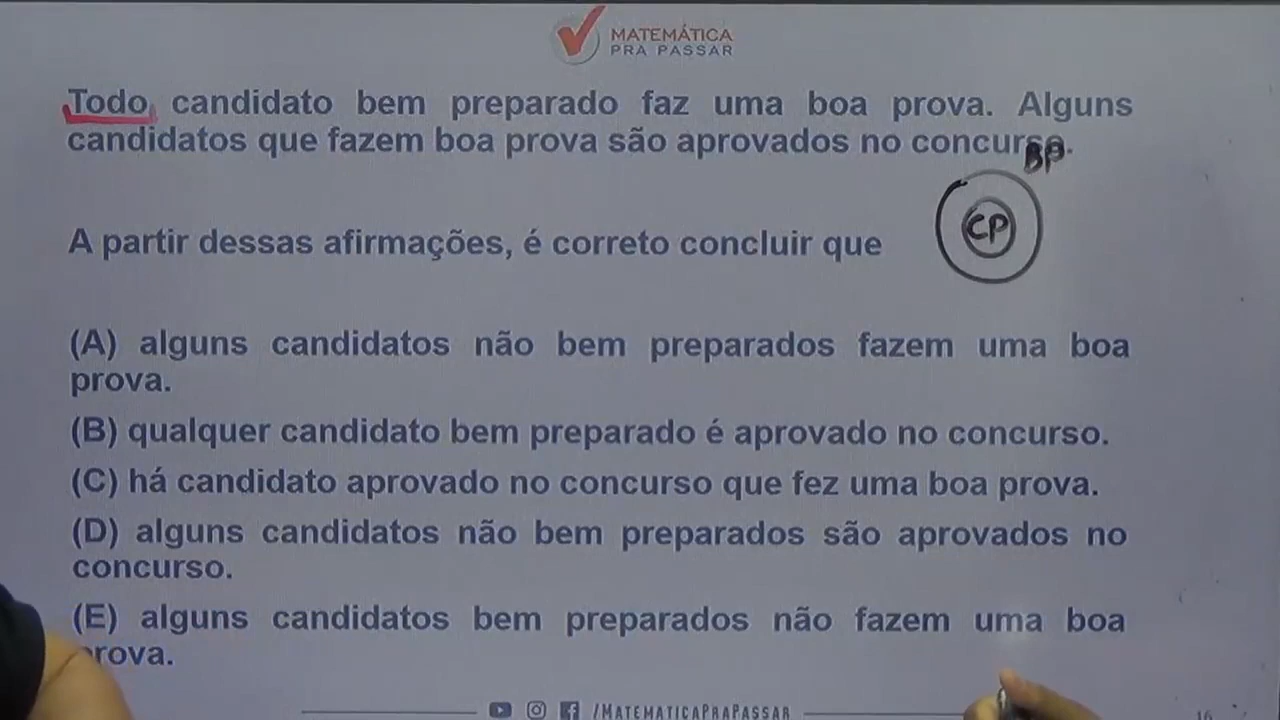 MATEMÁTICA
PRA PASSAR
Todo candidato bem preparado faz uma boa prova. Alguns
candidatos que fazem boa prova são aprovados no concurso.
BP
CP
A partir dessas afirmações, é correto concluir que
(A) alguns candidatos não bem preparados fazem uma boa
prova.
(B) qualquer candidato bem preparado é aprovado no concurso.
(C) há candidato aprovado no concurso que fez uma boa prova.
(D) alguns candidatos não bem preparados são aprovados no
concurso.
(E) alguns candidatos bem preparados não fazem uma boa
prova.
/MATEMATICAPRAPASSAR
16